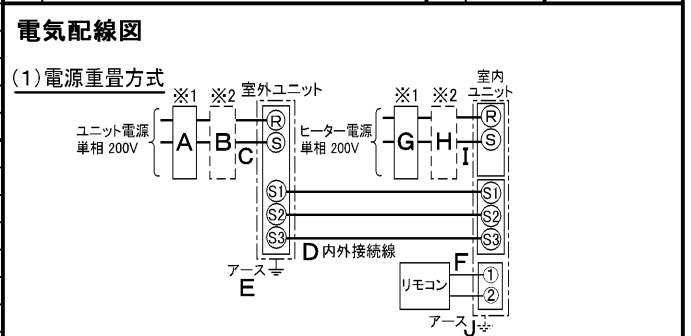 電気配線図
(1)電源重畳方式
※1 ※2 室外ユニット
ユニット電源
単相 200V
A B C
R
S
S1
S2
S3
アース
E
D 内外接続線
※1 ※2 室内
ユニット
ヒーター電源
単相 200V
G H I
R
S
S1
S2
S3
リモコン
F
①
②
アース J